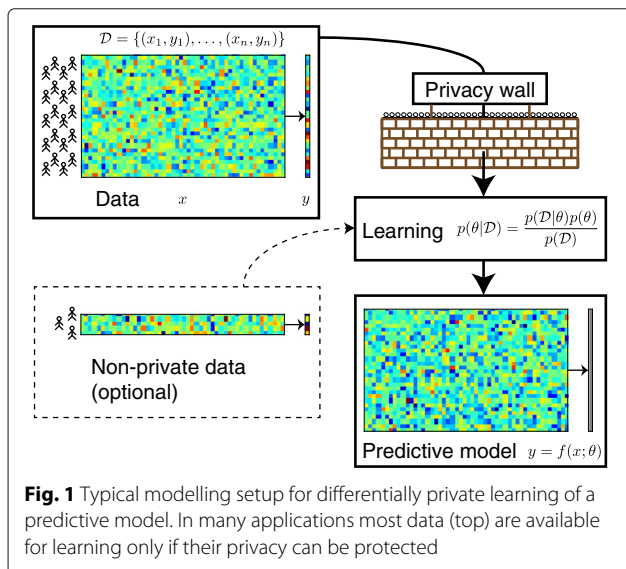 𝒟 = {(x₁, y₁), . . . , (xₙ, yₙ)}
Data x y
Privacy wall
Learning p(θ|𝒟) = p(𝒟|θ)p(θ) / p(𝒟)
Non-private data
(optional)
Predictive model y = f(x; θ)
Fig. 1 Typical modelling setup for differentially private learning of a
predictive model. In many applications most data (top) are available
for learning only if their privacy can be protected